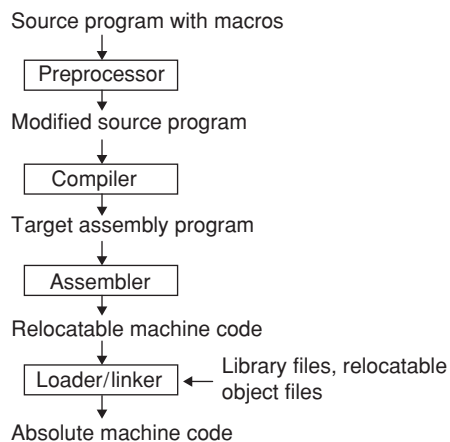 Source program with macros
Preprocessor
Modified source program
Compiler
Target assembly program
Assembler
Relocatable machine code
Loader/linker
Library files, relocatable
object files
Absolute machine code